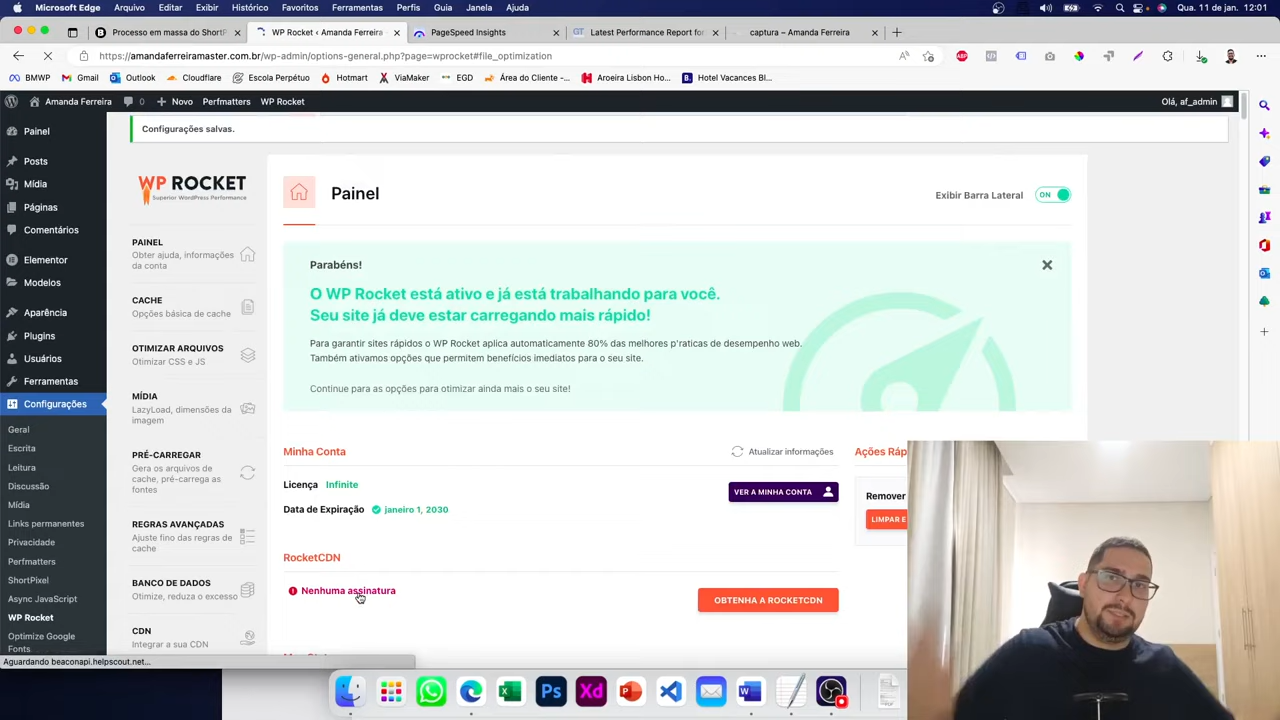 Microsoft Edge Arquivo Editar Exibir Histórico Favoritos Ferramentas Perfis Guia Janela Ajuda Qua. 11 de jan. 12:01
Processo em massa do ShortP
WP Rocket ‹ Amanda Ferreira
PageSpeed Insights
Latest Performance Report for
captura – Amanda Ferreira
https://amandaferreiramaster.com.br/wp-admin/options-general.php?page=wprocket#file_optimization
BMWP Gmail Outlook Cloudflare Escola Perpétuo Hotmart ViaMaker EGD Área do Cliente -... Aroeira Lisbon Ho... Hotel Vacances Bl...
Amanda Ferreira 0 Novo Perfmatters WP Rocket Olá, af_admin
Painel
Posts
Mídia
Páginas
Comentários
Elementor
Modelos
Aparência
Plugins
Usuários
Ferramentas
Configurações
Geral
Escrita
Leitura
Discussão
Mídia
Links permanentes
Privacidade
Perfmatters
ShortPixel
Async JavaScript
WP Rocket
Optimize Google
Fonts
Aguardando beaconapi.helpscout.net...
Configurações salvas.
WP ROCKET
Superior WordPress Performance
PAINEL
Obter ajuda, informações
da conta
CACHE
Opções básica de cache
OTIMIZAR ARQUIVOS
Otimizar CSS e JS
MÍDIA
LazyLoad, dimensões da
imagem
PRÉ-CARREGAR
Gera os arquivos de
cache, pré-carrega as
fontes
REGRAS AVANÇADAS
Ajuste fino das regras de
cache
BANCO DE DADOS
Otimize, reduza o excesso
CDN
Integrar a sua CDN
Painel
Exibir Barra Lateral ON
Parabéns!
O WP Rocket está ativo e já está trabalhando para você.
Seu site já deve estar carregando mais rápido!
Para garantir sites rápidos o WP Rocket aplica automaticamente 80% das melhores p'raticas de desempenho web.
Também ativamos opções que permitem benefícios imediatos para o seu site.
Continue para as opções para otimizar ainda mais o seu site!
Minha Conta
Atualizar informações
Licença Infinite
VER A MINHA CONTA
Data de Expiração janeiro 1, 2030
RocketCDN
Nenhuma assinatura
OBTENHA A ROCKETCDN
Ações Ráp
Remover
LIMPAR E